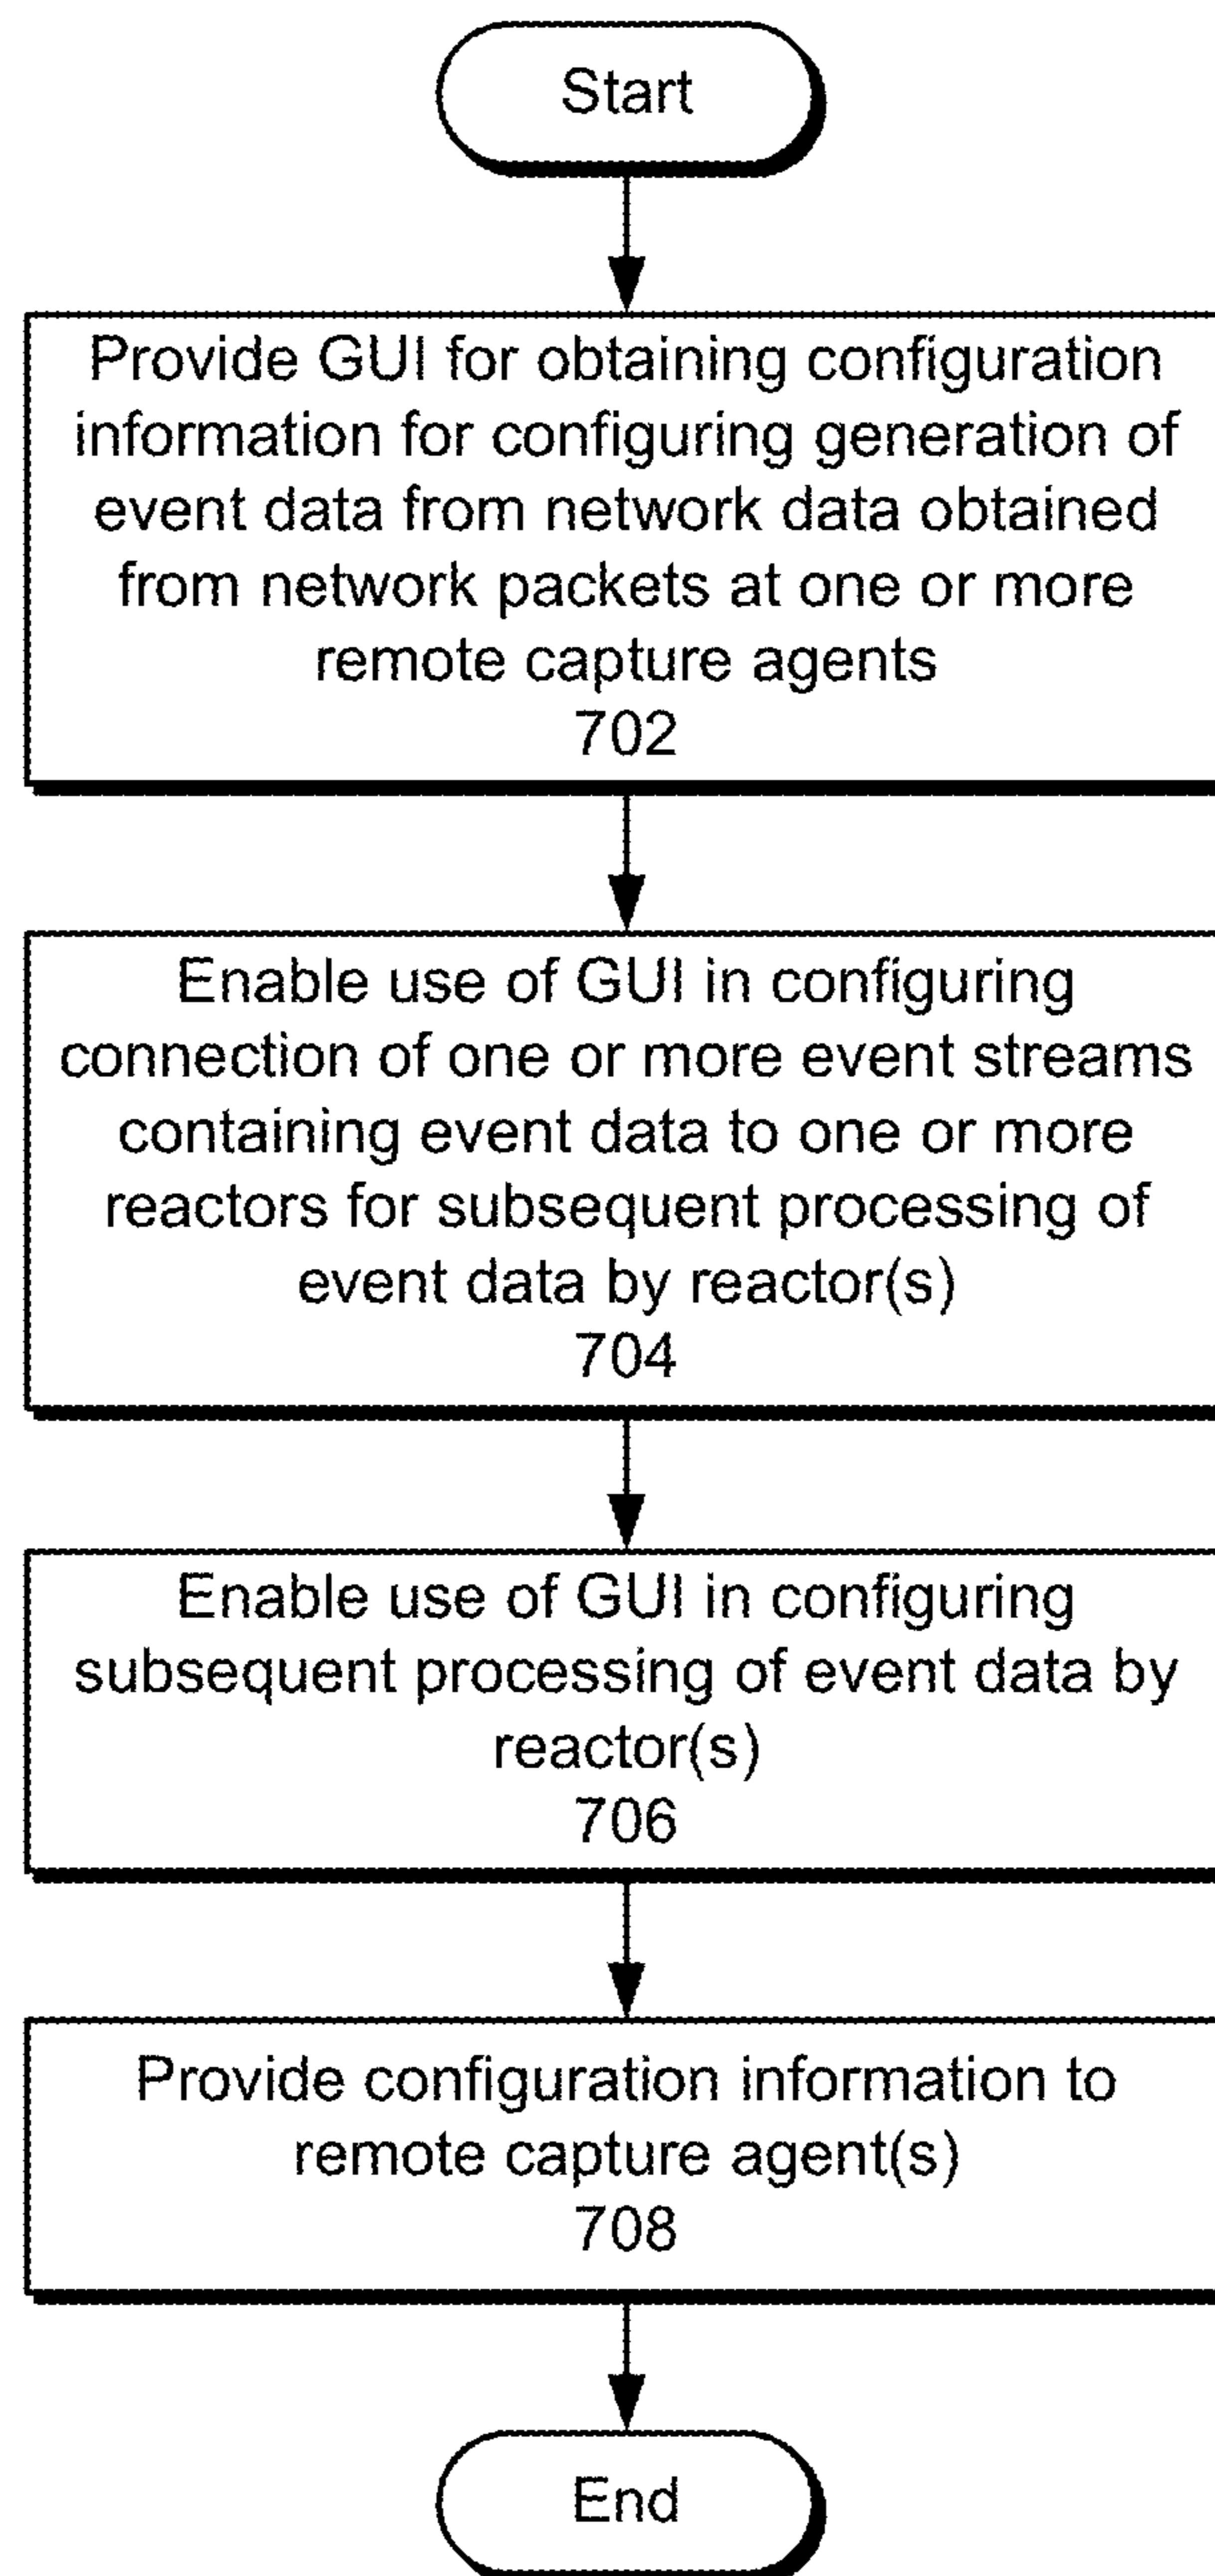 Start
Provide GUI for obtaining configuration
information for configuring generation of
event data from network data obtained
from network packets at one or more
remote capture agents
702
Enable use of GUI in configuring
connection of one or more event streams
containing event data to one or more
reactors for subsequent processing of
event data by reactor(s)
704
Enable use of GUI in configuring
subsequent processing of event data by
reactor(s)
706
Provide configuration information to
remote capture agent(s)
708
End